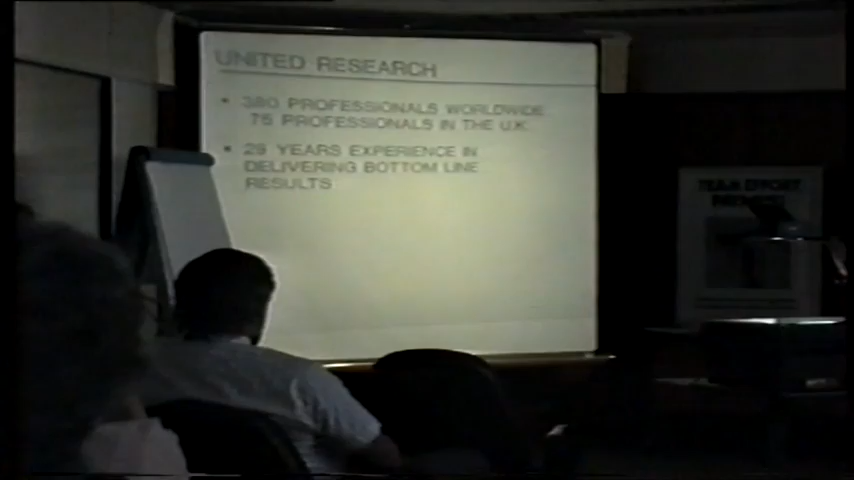 UNITED RESEARCH
• 380 PROFESSIONALS WORLDWIDE
75 PROFESSIONALS IN THE U.K.
• 29 YEARS EXPERIENCE IN
DELIVERING BOTTOM LINE
RESULTS
TEAM EFFORT